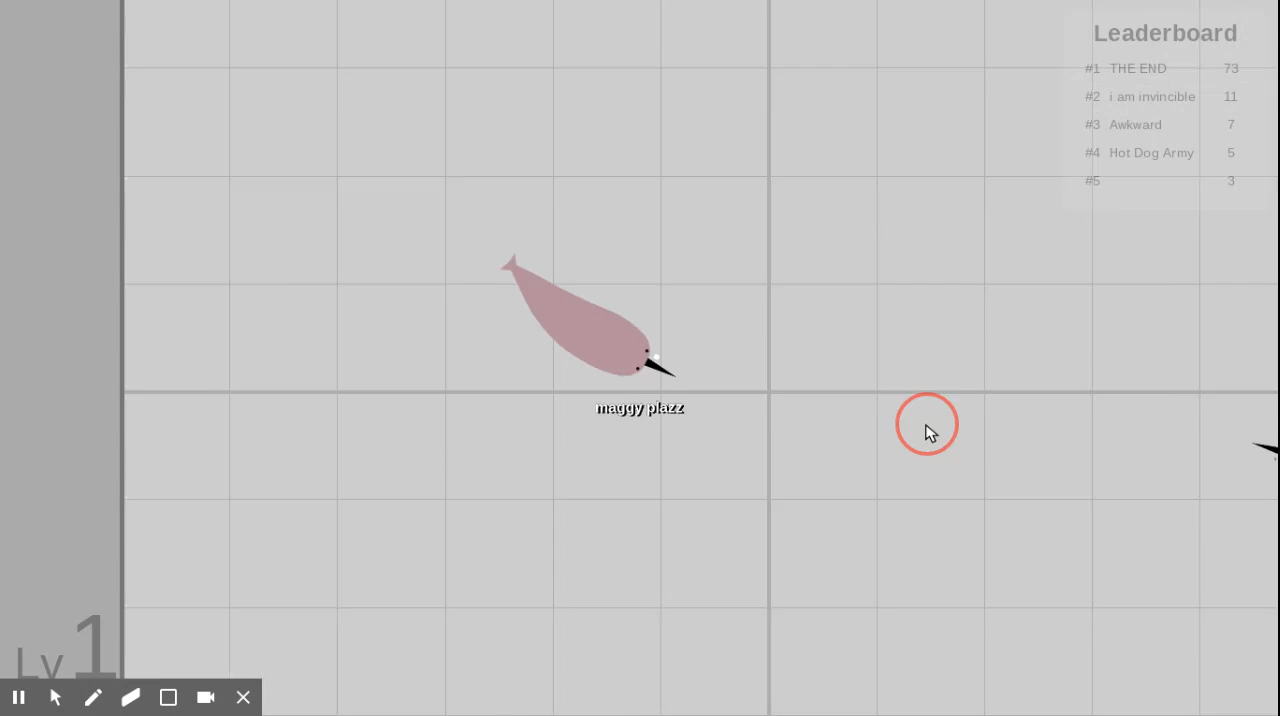 Leaderboard
#1 THE END 73
#2 i am invincible 11
#3 Awkward 7
#4 Hot Dog Army 5
#5 3
maggy plazz
Lv 1